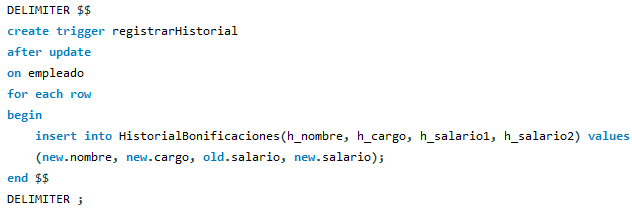 DELIMITER $$
create trigger registrarHistorial
after update
on empleado
for each row
begin
    insert into HistorialBonificaciones(h_nombre, h_cargo, h_salario1, h_salario2) values
    (new.nombre, new.cargo, old.salario, new.salario);
end $$
DELIMITER ;